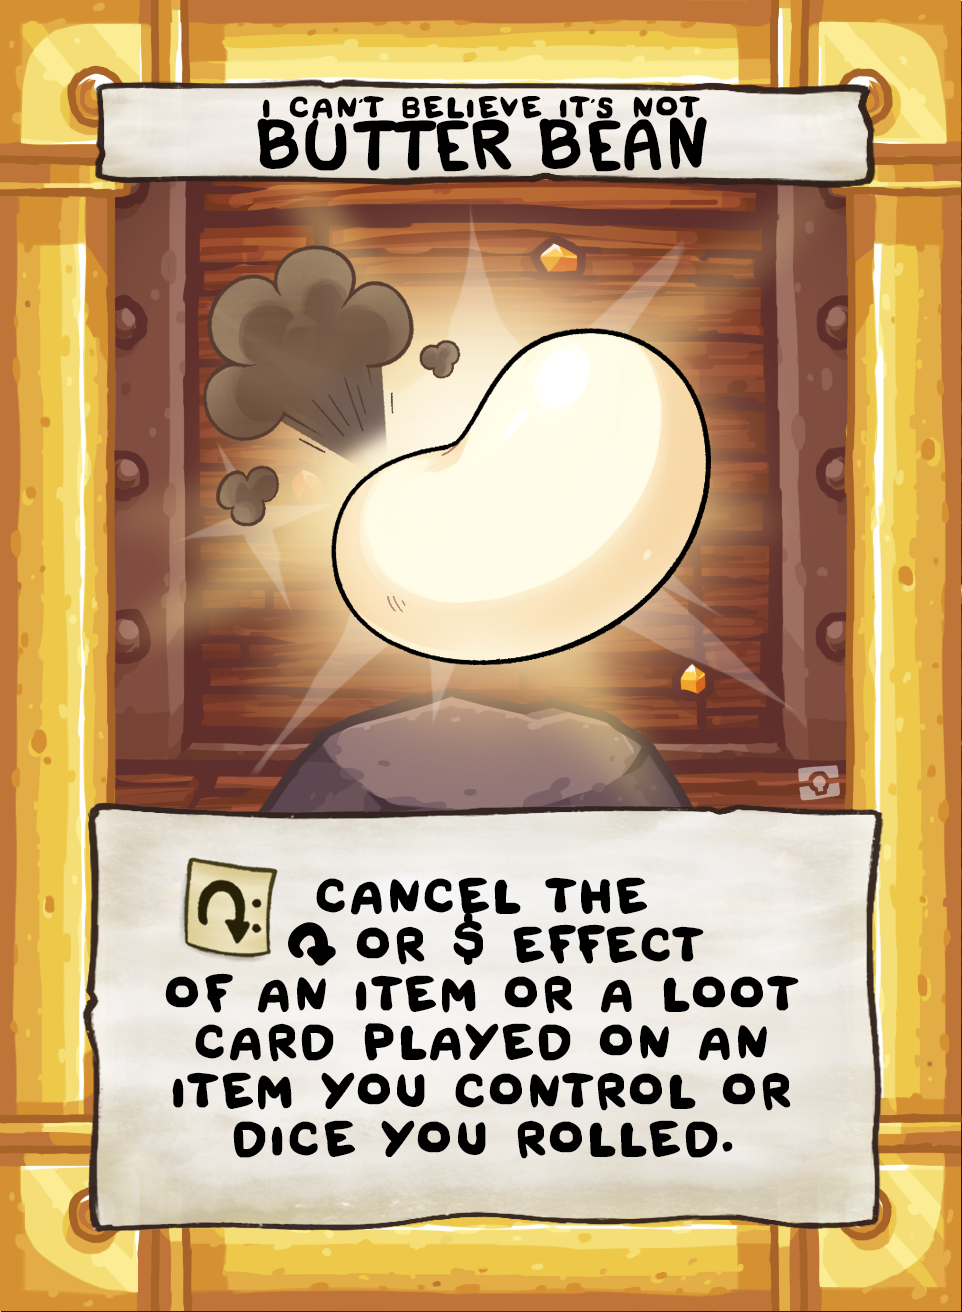 I CAN'T BELIEVE IT'S NOT
BUTTER BEAN
↷: CANCEL THE
↷ OR $ EFFECT
OF AN ITEM OR A LOOT
CARD PLAYED ON AN
ITEM YOU CONTROL OR
DICE YOU ROLLED.